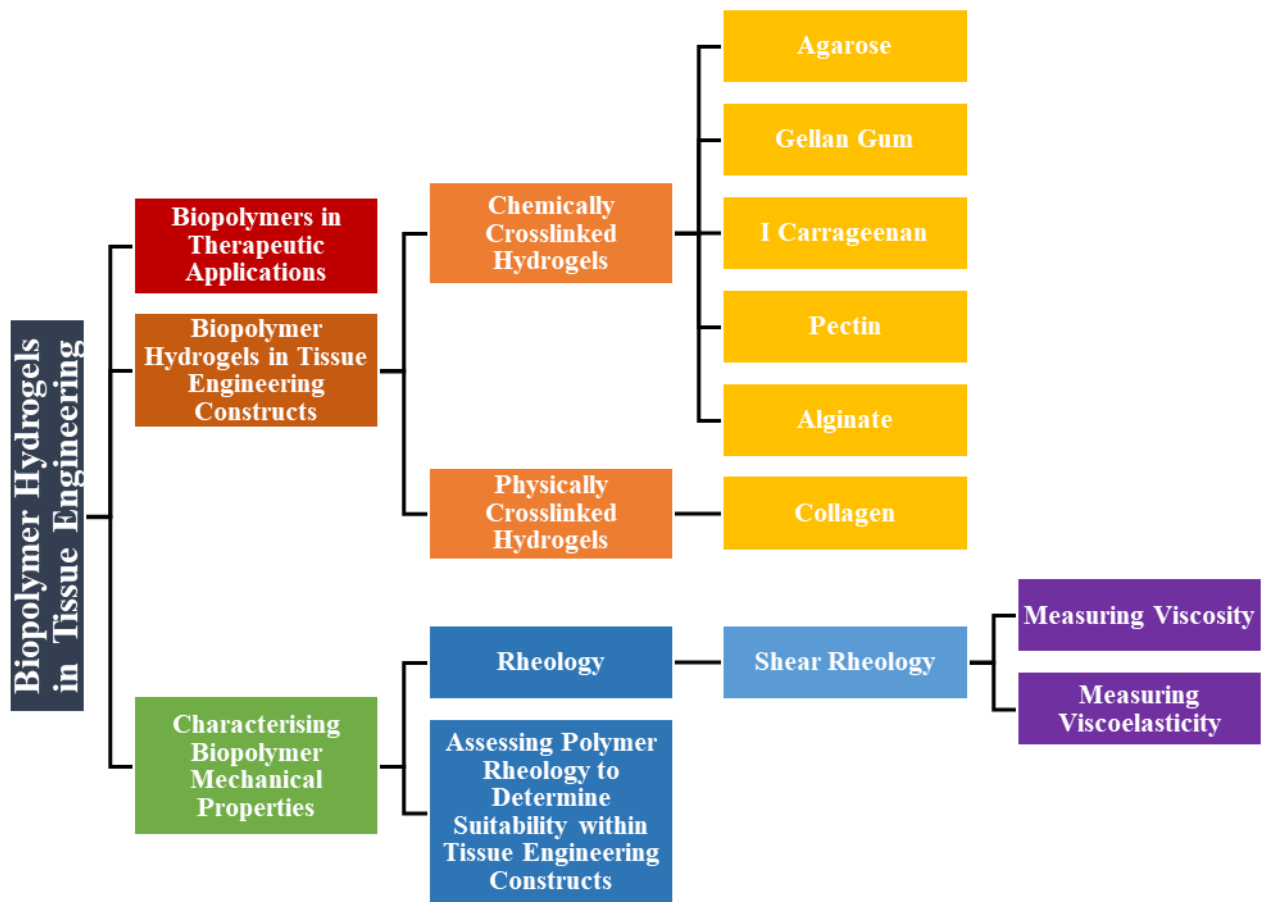 Biopolymer Hydrogels
in Tissue Engineering
Biopolymers in
Therapeutic
Applications
Biopolymer
Hydrogels in Tissue
Engineering
Constructs
Chemically
Crosslinked
Hydrogels
Agarose
Gellan Gum
I Carrageenan
Pectin
Alginate
Physically
Crosslinked
Hydrogels
Collagen
Characterising
Biopolymer
Mechanical
Properties
Rheology
Shear Rheology
Measuring Viscosity
Measuring
Viscoelasticity
Assessing Polymer
Rheology to
Determine
Suitability within
Tissue Engineering
Constructs